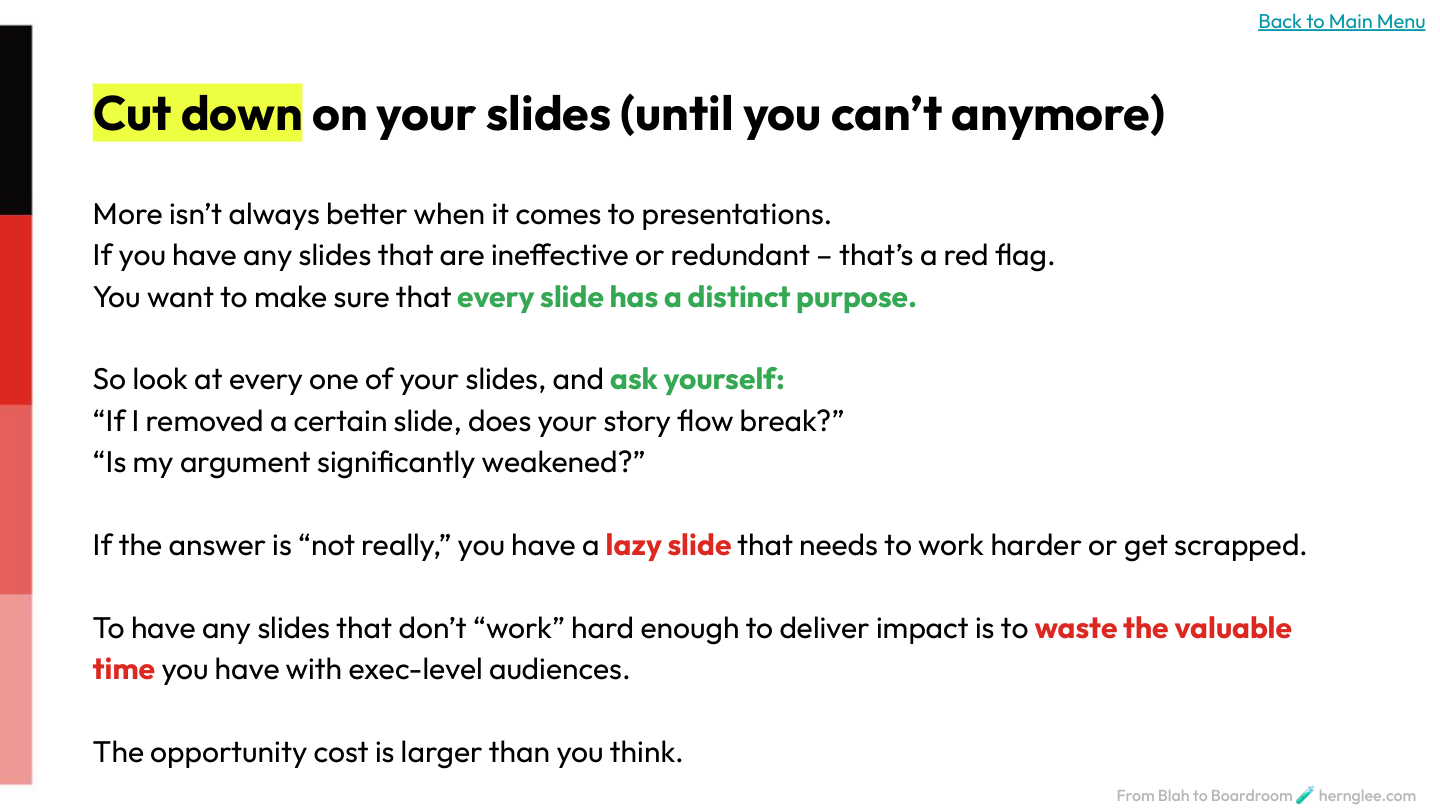 Back to Main Menu
Cut down on your slides (until you can’t anymore)
More isn’t always better when it comes to presentations.
If you have any slides that are ineffective or redundant – that’s a red flag.
You want to make sure that every slide has a distinct purpose.
So look at every one of your slides, and ask yourself:
“If I removed a certain slide, does your story flow break?”
“Is my argument significantly weakened?”
If the answer is “not really,” you have a lazy slide that needs to work harder or get scrapped.
To have any slides that don’t “work” hard enough to deliver impact is to waste the valuable
time you have with exec-level audiences.
The opportunity cost is larger than you think.
From Blah to Boardroom 🧪 hernglee.com